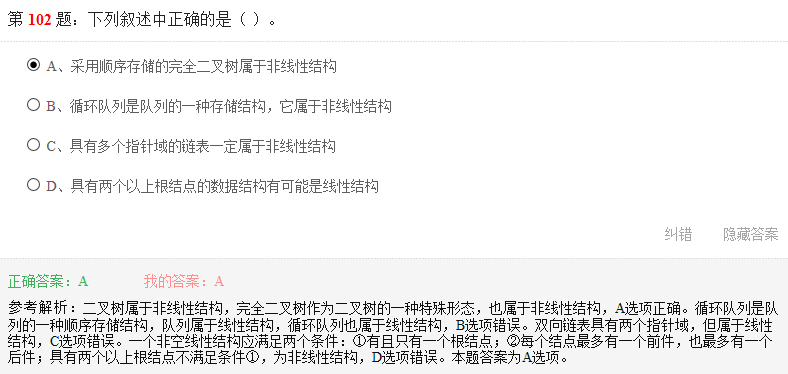 第 102 题：下列叙述中正确的是（ ）。
A、采用顺序存储的完全二叉树属于非线性结构
B、循环队列是队列的一种存储结构，它属于非线性结构
C、具有多个指针域的链表一定属于非线性结构
D、具有两个以上根结点的数据结构有可能是线性结构
纠错 隐藏答案
正确答案：A 我的答案：A
参考解析：二叉树属于非线性结构，完全二叉树作为二叉树的一种特殊形态，也属于非线性结构，A选项正确。循环队列是队
列的一种顺序存储结构，队列属于线性结构，循环队列也属于线性结构，B选项错误。双向链表具有两个指针域，但属于线性
结构，C选项错误。一个非空线性结构应满足两个条件：①有且只有一个根结点；②每个结点最多有一个前件，也最多有一个
后件；具有两个以上根结点不满足条件①，为非线性结构，D选项错误。本题答案为A选项。